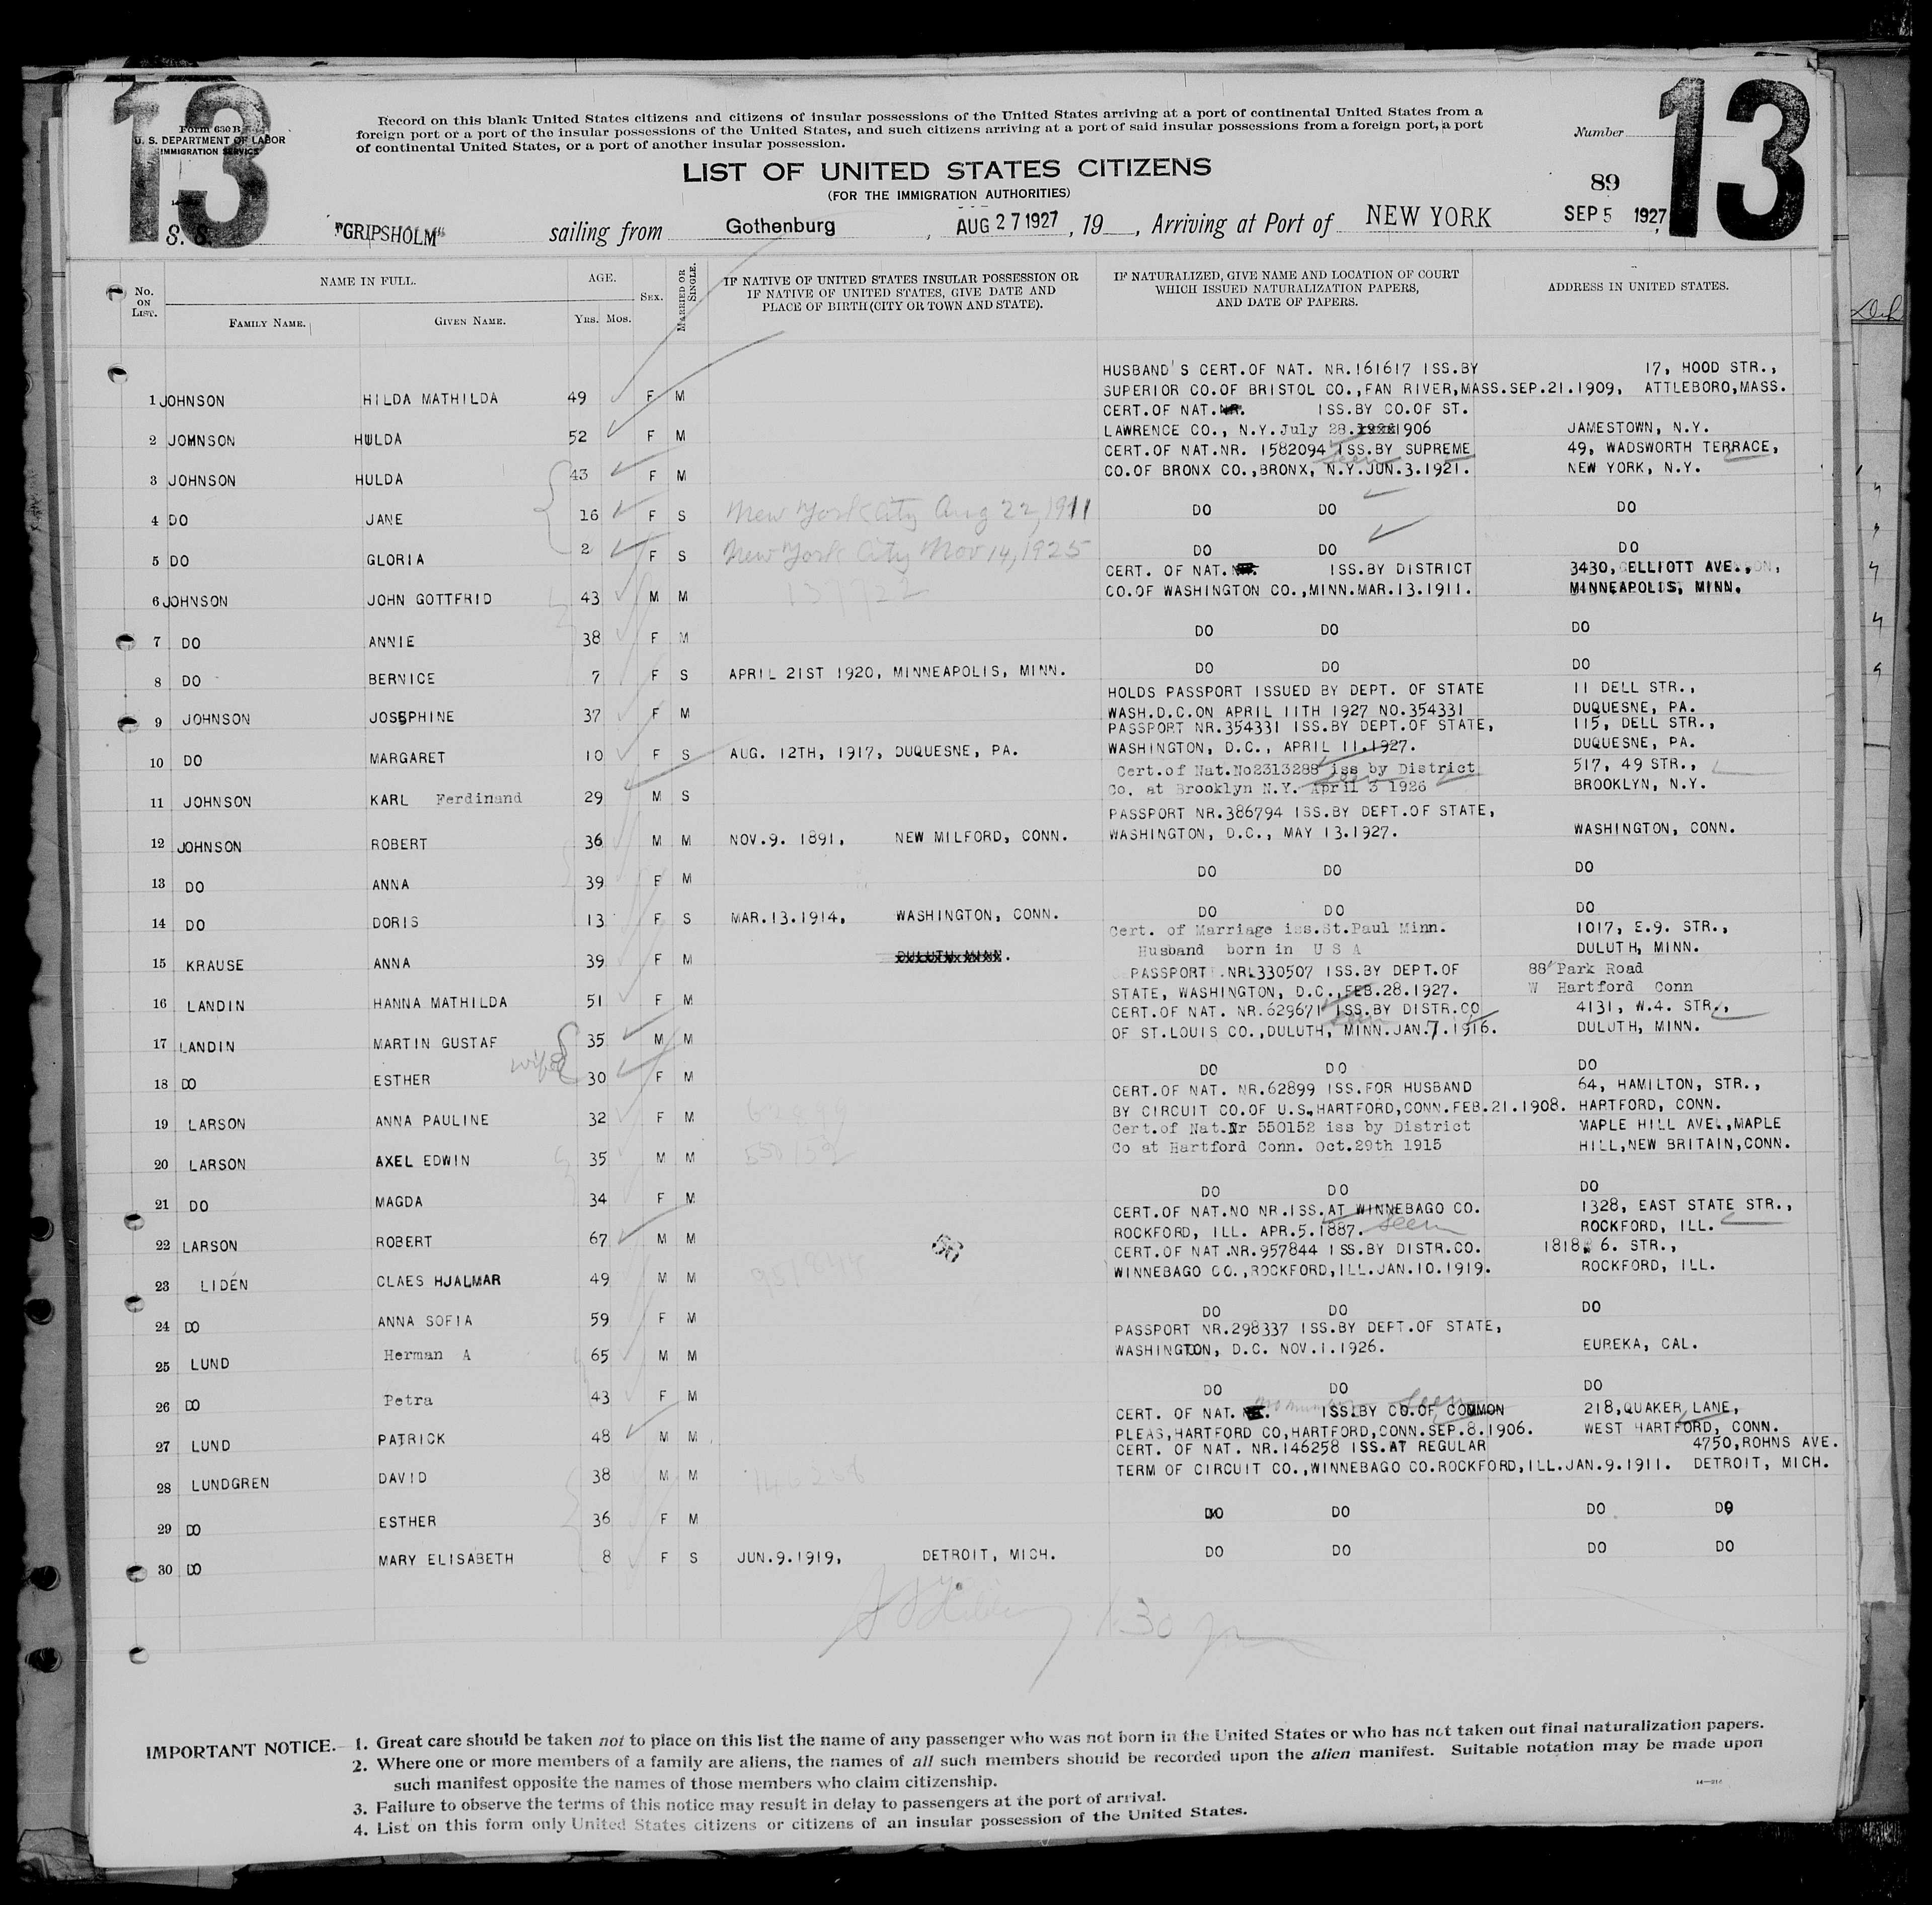 13
13
Form 630 B
U. S. DEPARTMENT OF LABOR
IMMIGRATION SERVICE
Record on this blank United States citizens and citizens of insular possessions of the United States arriving at a port of continental United States from a
foreign port or a port of the insular possessions of the United States, and such citizens arriving at a port of said insular possessions from a foreign port, a port
of continental United States, or a port of another insular possession.
Number
LIST OF UNITED STATES CITIZENS
(FOR THE IMMIGRATION AUTHORITIES)
89
S. S. "GRIPSHOLM" sailing from Gothenburg, AUG 27 1927, 19__, Arriving at Port of NEW YORK SEP 5 1927,
No. ON LIST.
NAME IN FULL.
FAMILY NAME. GIVEN NAME.
AGE.
YRS. MOS.
SEX.
MARRIED OR SINGLE.
IF NATIVE OF UNITED STATES INSULAR POSSESSION OR
IF NATIVE OF UNITED STATES, GIVE DATE AND
PLACE OF BIRTH (CITY OR TOWN AND STATE).
IF NATURALIZED, GIVE NAME AND LOCATION OF COURT
WHICH ISSUED NATURALIZATION PAPERS,
AND DATE OF PAPERS.
ADDRESS IN UNITED STATES.
HUSBAND'S CERT.OF NAT. NR.161617 ISS.BY 17, HOOD STR.,
1 JOHNSON HILDA MATHILDA 49 F M SUPERIOR CO.OF BRISTOL CO.,FAN RIVER,MASS.SEP.21.1909, ATTLEBORO,MASS.
CERT.OF NAT. ISS.BY CO.OF ST.
2 JOHNSON HULDA 52 F M LAWRENCE CO., N.Y. July 28. 1906 JAMESTOWN, N.Y.
CERT.OF NAT.NR. 1582094 ISS.BY SUPREME 49, WADSWORTH TERRACE,
3 JOHNSON HULDA 43 F M CO.OF BRONX CO.,BRONX, N.Y.JUN.3.1921. NEW YORK, N.Y.
seen
4 DO JANE 16 F S New York City Aug 22, 1911 DO DO DO
5 DO GLORIA 2 F S New York City Nov 14, 1925 DO DO DO
CERT. OF NAT. ISS.BY DISTRICT 3430, ELLIOTT AVE.,
6 JOHNSON JOHN GOTTFRID 43 M M 137722 CO.OF WASHINGTON CO.,MINN.MAR.13.1911. MINNEAPOLIS, MINN.
7 DO ANNIE 38 F M DO DO DO
8 DO BERNICE 7 F S APRIL 21ST 1920, MINNEAPOLIS, MINN. DO DO DO
HOLDS PASSPORT ISSUED BY DEPT. OF STATE 11 DELL STR.,
9 JOHNSON JOSEPHINE 37 F M WASH.D.C.ON APRIL 11TH 1927 NO.354331 DUQUESNE, PA.
PASSPORT NR.354331 ISS.BY DEPT.OF STATE, 115, DELL STR.,
10 DO MARGARET 10 F S AUG. 12TH, 1917, DUQUESNE, PA. WASHINGTON, D.C., APRIL 11.1927. DUQUESNE, PA.
Cert.of Nat.No2313288 iss by District 517, 49 STR.,
11 JOHNSON KARL Ferdinand 29 M S Co. at Brooklyn N.Y. April 3 1926 BROOKLYN, N.Y.
PASSPORT NR.386794 ISS.BY DEPT.OF STATE,
12 JOHNSON ROBERT 36 M M NOV.9. 1891, NEW MILFORD, CONN. WASHINGTON, D.C., MAY 13.1927. WASHINGTON, CONN.
13 DO ANNA 39 F M DO DO DO
14 DO DORIS 13 F S MAR.13.1914, WASHINGTON, CONN. DO DO DO
Cert. of Marriage iss.St.Paul Minn. 1017, E.9. STR.,
15 KRAUSE ANNA 39 F M DULUTH MINN. Husband born in U S A DULUTH, MINN.
PASSPORT NR.330507 ISS.BY DEPT.OF 88 Park Road
16 LANDIN HANNA MATHILDA 51 F M STATE, WASHINGTON, D.C.,FEB.28.1927. W Hartford Conn
CERT.OF NAT. NR.629671 ISS.BY DISTR.CO 4131, W.4. STR.,
17 LANDIN MARTIN GUSTAF 35 M M OF ST.LOUIS CO.,DULUTH, MINN.JAN.7.1916. DULUTH, MINN.
seen
wife
18 DO ESTHER 30 F M DO DO DO
CERT.OF NAT. NR.62899 ISS.FOR HUSBAND 64, HAMILTON, STR.,
19 LARSON ANNA PAULINE 32 F M 62899 BY CIRCUIT CO.OF U.S.,HARTFORD,CONN.FEB.21.1908. HARTFORD, CONN.
Cert.of Nat.Nr 550152 iss by District MAPLE HILL AVE.,MAPLE
20 LARSON AXEL EDWIN 35 M M 550152 Co at Hartford Conn. Oct.29th 1915 HILL,NEW BRITAIN,CONN.
21 DO MAGDA 34 F M DO DO DO
CERT.OF NAT.NO NR.ISS.AT WINNEBAGO CO. 1328, EAST STATE STR.,
22 LARSON ROBERT 67 M M ROCKFORD, ILL. APR.5.1887. seen ROCKFORD, ILL.
CERT.OF NAT.NR.957844 ISS.BY DISTR.CO. 1818, 6. STR.,
23 LIDÉN CLAES HJALMAR 49 M M 957844 WINNEBAGO CO.,ROCKFORD,ILL.JAN.10.1919. ROCKFORD, ILL.
24 DO ANNA SOFIA 59 F M DO DO DO
PASSPORT NR.298337 ISS.BY DEPT.OF STATE,
25 LUND Herman A 65 M M WASHINGTON, D.C. NOV.1.1926. EUREKA, CAL.
26 DO Petra 43 F M DO DO DO
no number seen
CERT. OF NAT. ISS.BY CO.OF COMMON 218,QUAKER LANE,
27 LUND PATRICK 48 M M PLEAS,HARTFORD CO,HARTFORD,CONN.SEP.8.1906. WEST HARTFORD, CONN.
CERT. OF NAT. NR.146258 ISS.AT REGULAR 4750,ROHNS AVE.
28 LUNDGREN DAVID 38 M M 146258 TERM OF CIRCUIT CO.,WINNEBAGO CO.ROCKFORD,ILL.JAN.9.1911. DETROIT, MICH.
29 DO ESTHER 36 F M DO DO DO DO
30 DO MARY ELISABETH 8 F S JUN.9.1919, DETROIT, MICH. DO DO DO DO
IMPORTANT NOTICE.— 1. Great care should be taken not to place on this list the name of any passenger who was not born in the United States or who has not taken out final naturalization papers.
2. Where one or more members of a family are aliens, the names of all such members should be recorded upon the alien manifest. Suitable notation may be made upon
such manifest opposite the names of those members who claim citizenship.
3. Failure to observe the terms of this notice may result in delay to passengers at the port of arrival.
4. List on this form only United States citizens or citizens of an insular possession of the United States.